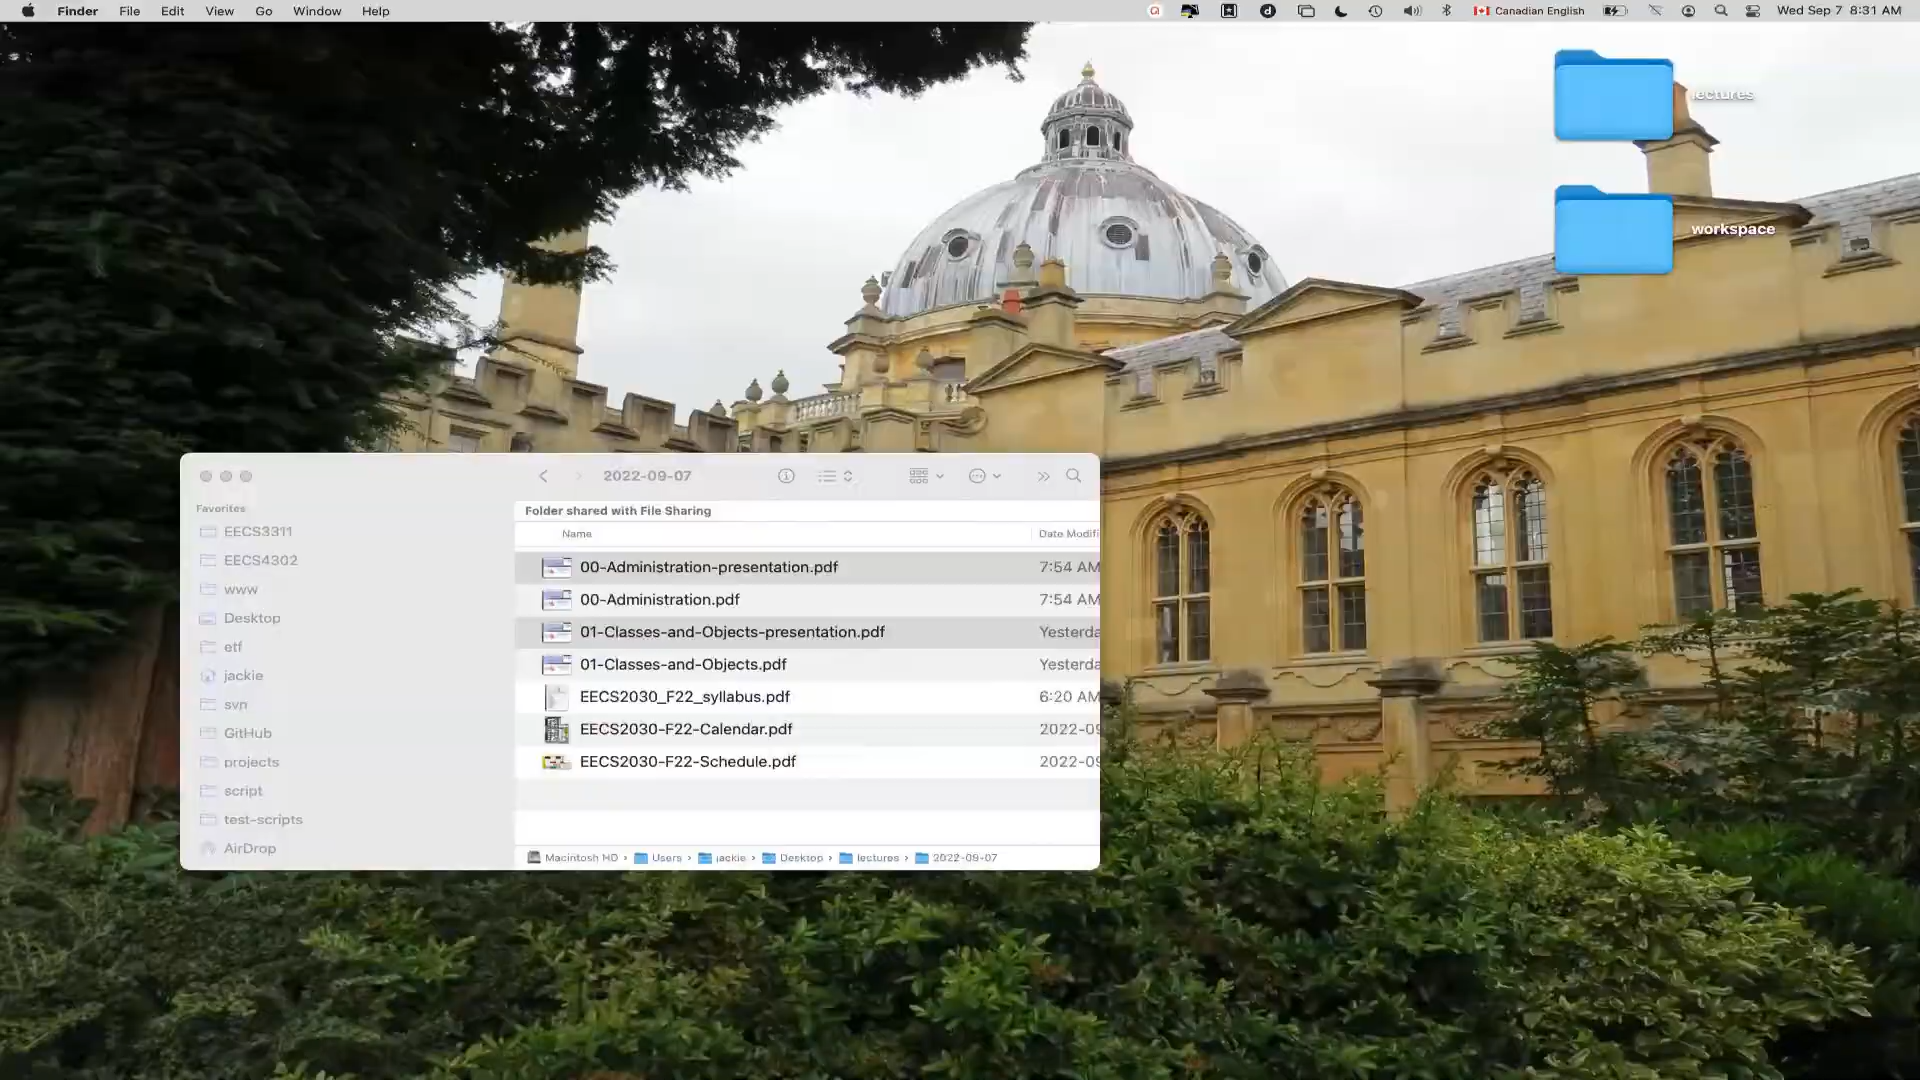 Finder File Edit View Go Window Help
Canadian English Wed Sep 7 8:31 AM
lectures
workspace
2022-09-07
Favorites
EECS3311
EECS4302
www
Desktop
etf
jackie
svn
GitHub
projects
script
test-scripts
AirDrop
Folder shared with File Sharing
Name Date Modifi
00-Administration-presentation.pdf 7:54 AM
00-Administration.pdf 7:54 AM
01-Classes-and-Objects-presentation.pdf Yesterda
01-Classes-and-Objects.pdf Yesterda
EECS2030_F22_syllabus.pdf 6:20 AM
EECS2030-F22-Calendar.pdf 2022-09
EECS2030-F22-Schedule.pdf 2022-09
Macintosh HD › Users › jackie › Desktop › lectures › 2022-09-07